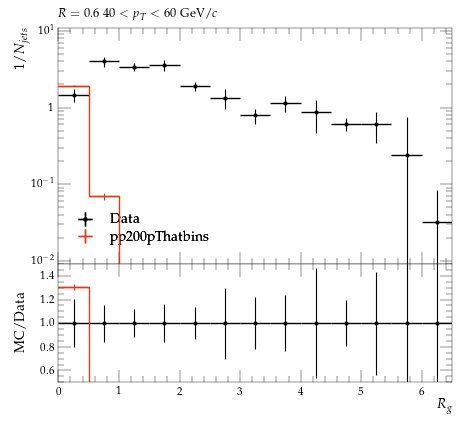 R = 0.6 40 < p_T < 60 GeV/c
1/N_jets
10^1
1
10^-1
10^-2
Data
pp200pThatbins
MC/Data
1.4
1.2
1.0
0.8
0.6
0 1 2 3 4 5 6
R_g